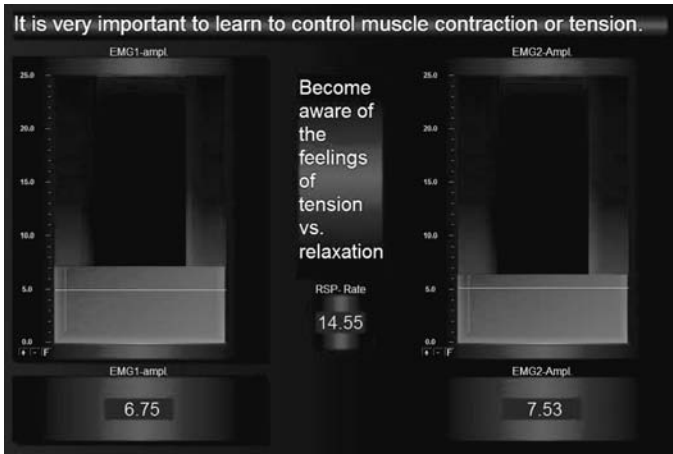 It is very important to learn to control muscle contraction or tension.
EMG1-ampl.
EMG2-Ampl.
25.0
20.0
15.0
10.0
5.0
0.0
+ - F
Become
aware of
the
feelings
of
tension
vs.
relaxation
RSP- Rate
14.55
25.0
20.0
15.0
10.0
5.0
0.0
+ - F
EMG1-ampl.
6.75
EMG2-Ampl.
7.53